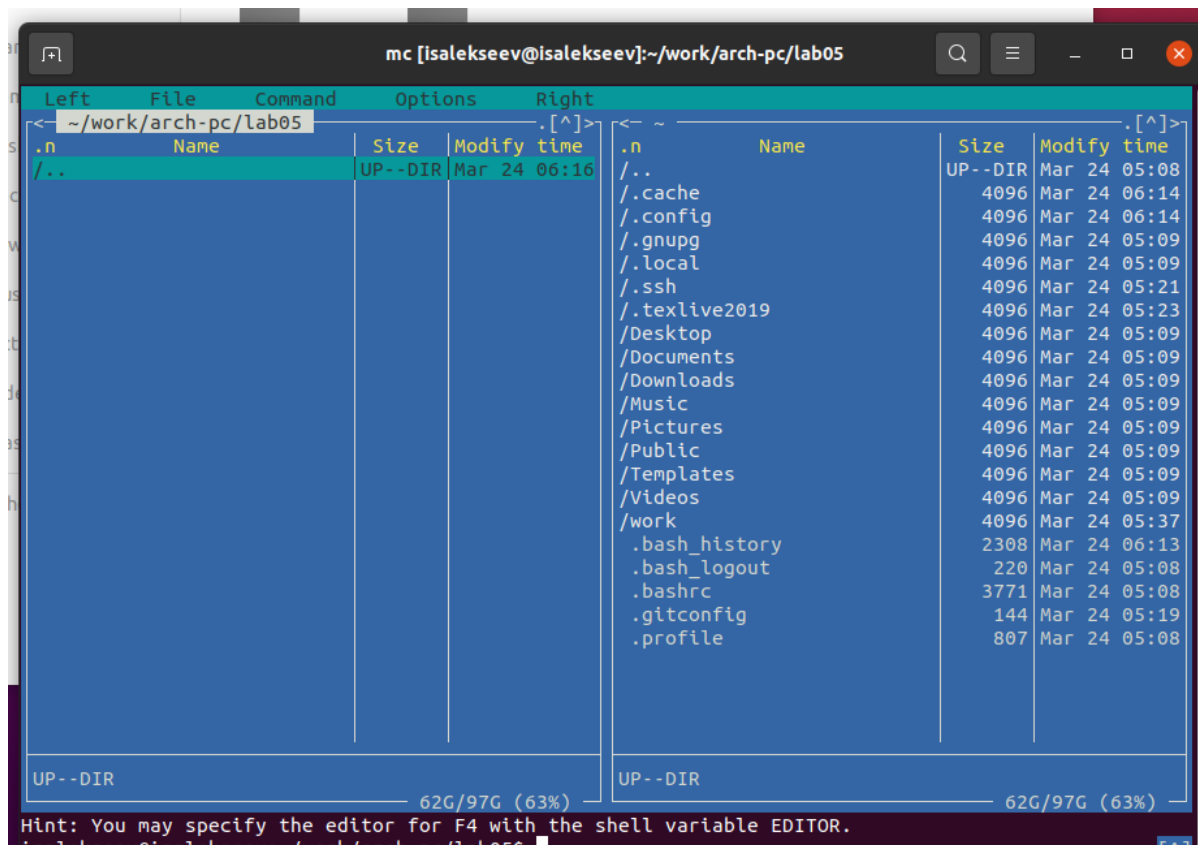 mc [isalekseev@isalekseev]:~/work/arch-pc/lab05
Left File Command Options Right
<─ ~/work/arch-pc/lab05 .[^]>
.n Name Size Modify time
/.. UP--DIR Mar 24 06:16
UP--DIR
62G/97G (63%)
<─ ~ .[^]>
.n Name Size Modify time
/.. UP--DIR Mar 24 05:08
/.cache 4096 Mar 24 06:14
/.config 4096 Mar 24 06:14
/.gnupg 4096 Mar 24 05:09
/.local 4096 Mar 24 05:09
/.ssh 4096 Mar 24 05:21
/.texlive2019 4096 Mar 24 05:23
/Desktop 4096 Mar 24 05:09
/Documents 4096 Mar 24 05:09
/Downloads 4096 Mar 24 05:09
/Music 4096 Mar 24 05:09
/Pictures 4096 Mar 24 05:09
/Public 4096 Mar 24 05:09
/Templates 4096 Mar 24 05:09
/Videos 4096 Mar 24 05:09
/work 4096 Mar 24 05:37
.bash_history 2308 Mar 24 06:13
.bash_logout 220 Mar 24 05:08
.bashrc 3771 Mar 24 05:08
.gitconfig 144 Mar 24 05:19
.profile 807 Mar 24 05:08
UP--DIR
62G/97G (63%)
Hint: You may specify the editor for F4 with the shell variable EDITOR.